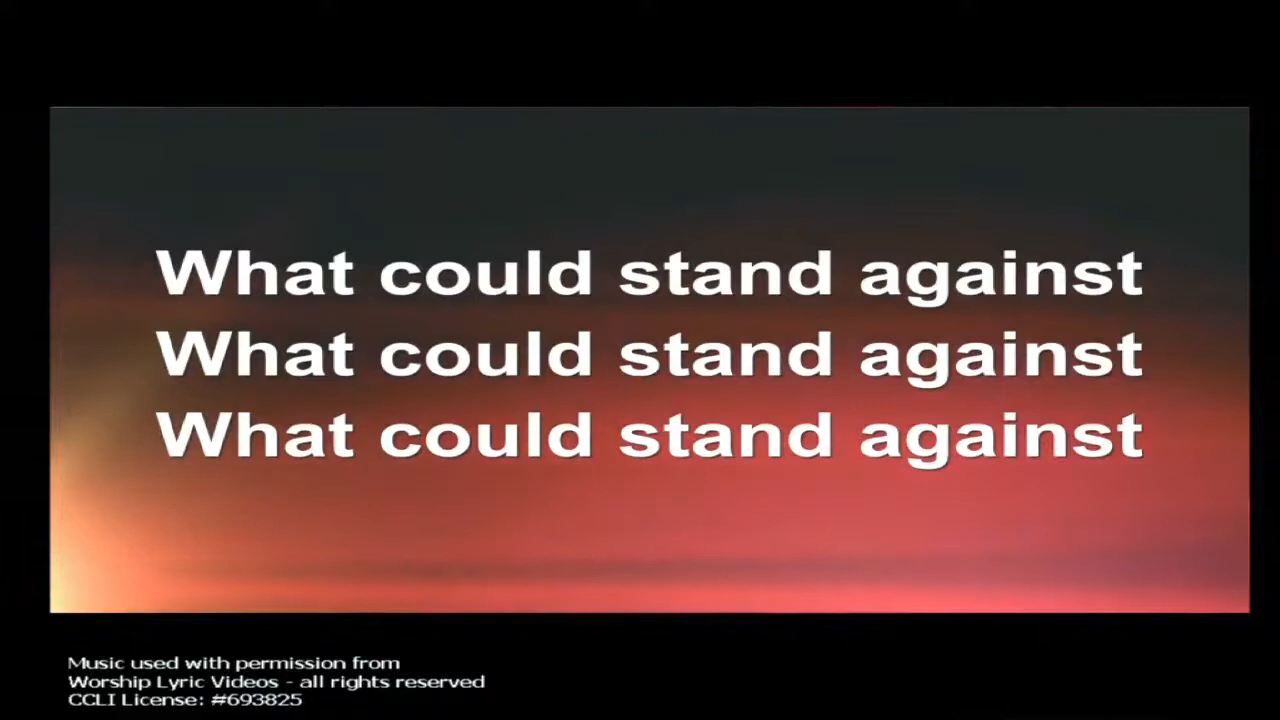 What could stand against
What could stand against
What could stand against
Music used with permission from
Worship Lyric Videos - all rights reserved
CCLI License: #693825